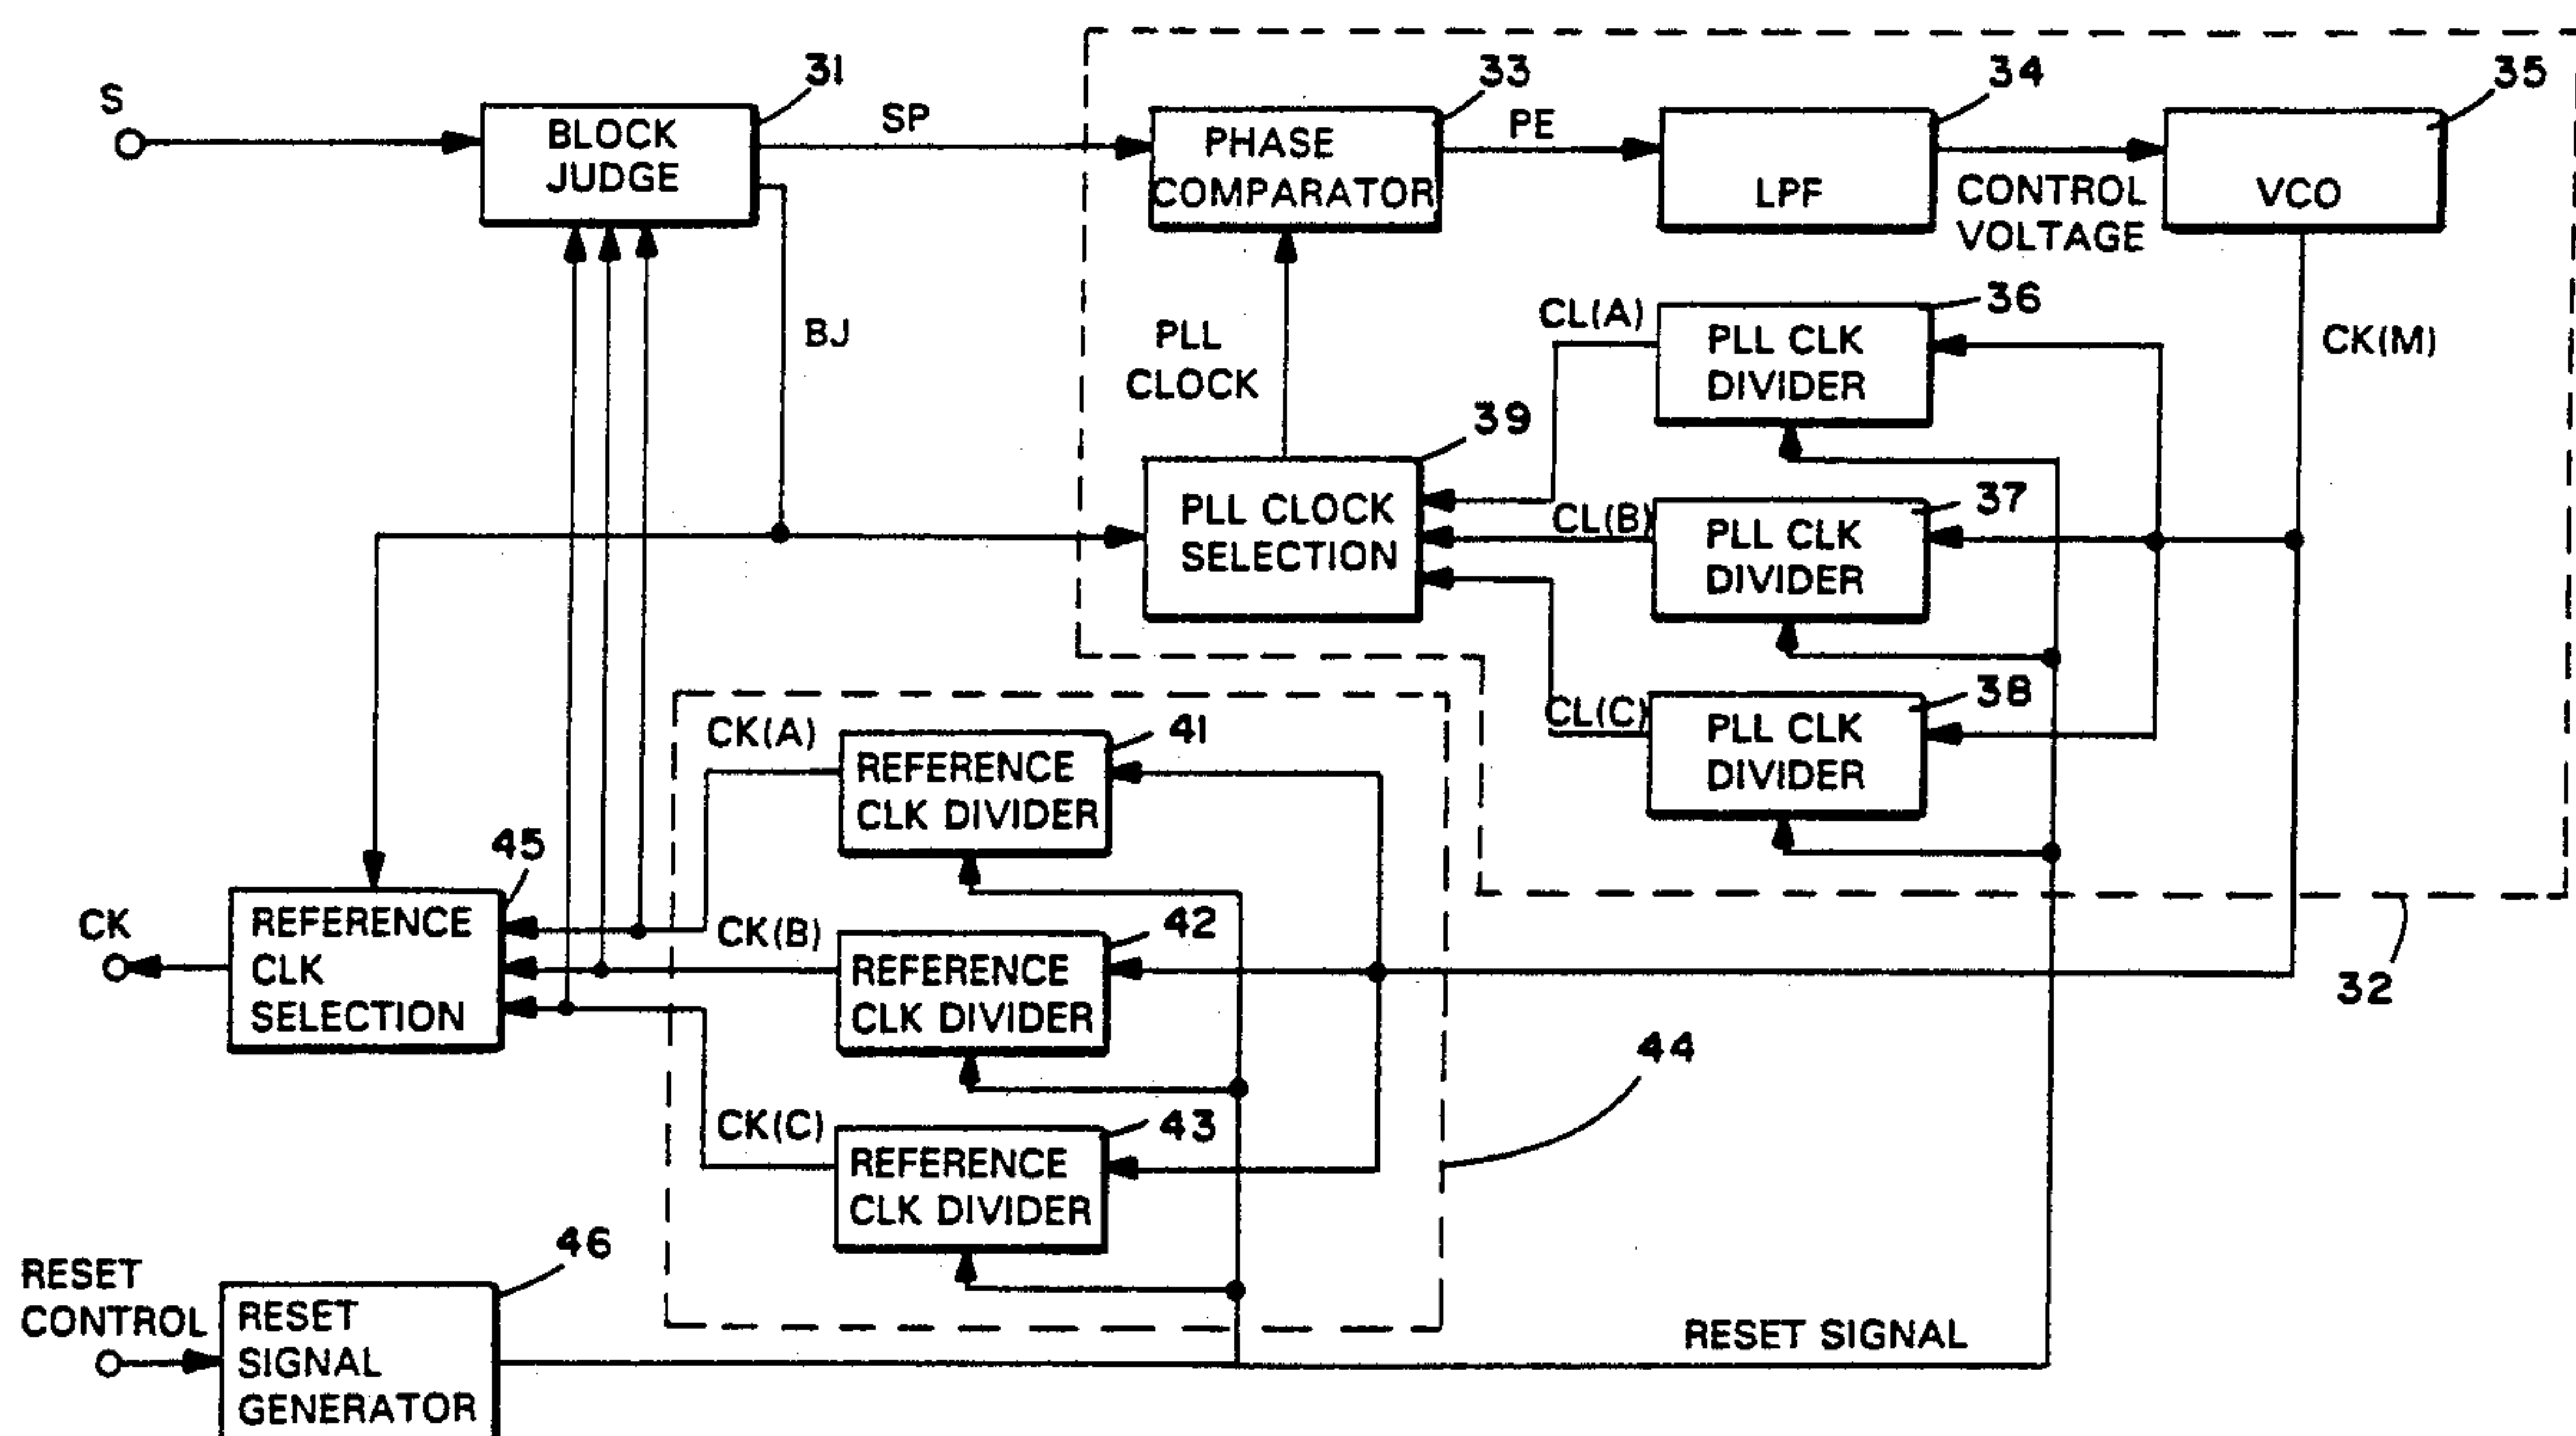 S
BLOCK
JUDGE
31
SP
PHASE
COMPARATOR
33
PE
LPF
34
CONTROL
VOLTAGE
VCO
35
BJ
PLL
CLOCK
CL(A)
PLL CLK
DIVIDER
36
CK(M)
PLL CLOCK
SELECTION
39
CL(B)
PLL CLK
DIVIDER
37
CL(C)
PLL CLK
DIVIDER
38
32
CK(A)
REFERENCE
CLK DIVIDER
41
CK
REFERENCE
CLK
SELECTION
45
CK(B)
REFERENCE
CLK DIVIDER
42
CK(C)
REFERENCE
CLK DIVIDER
43
44
RESET
CONTROL
RESET
SIGNAL
GENERATOR
46
RESET SIGNAL